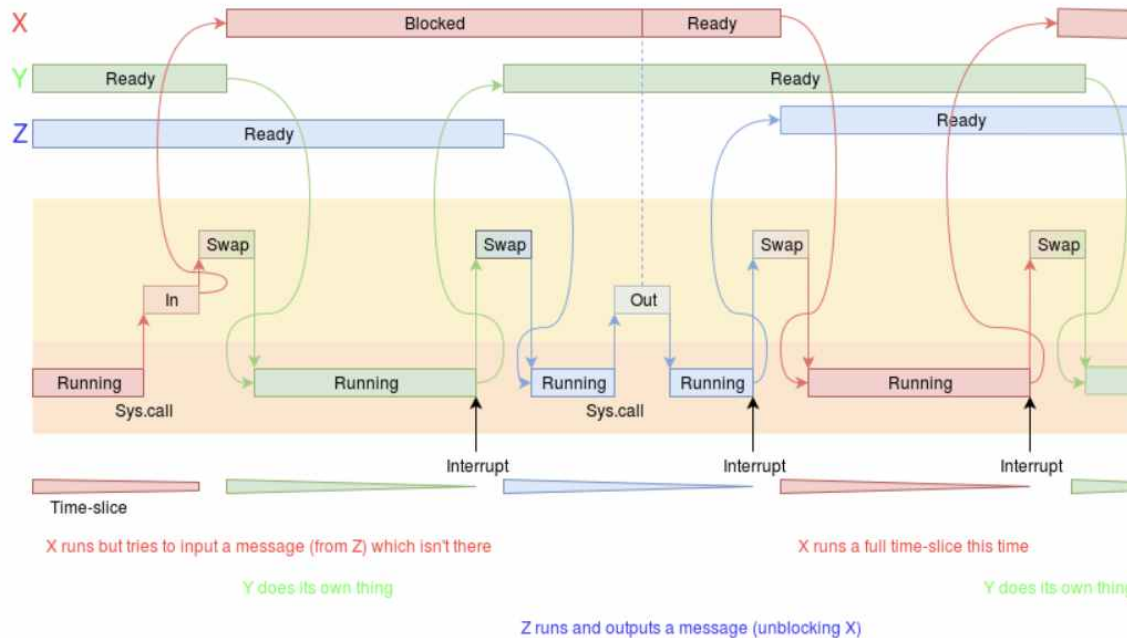 X
Blocked
Ready
Y
Ready
Ready
Z
Ready
Ready
Swap
Swap
Swap
Swap
In
Out
Running
Running
Running
Running
Running
Sys.call
Sys.call
Interrupt
Interrupt
Interrupt
Time-slice
X runs but tries to input a message (from Z) which isn't there
X runs a full time-slice this time
Y does its own thing
Y does its own thing
Z runs and outputs a message (unblocking X)